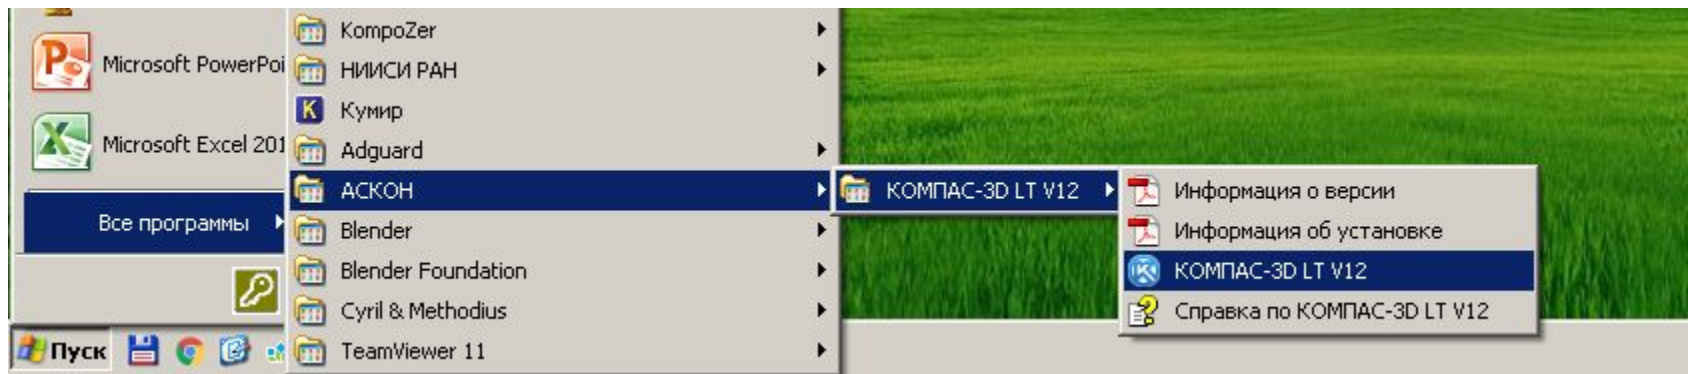 Microsoft PowerPoi
Microsoft Excel 201
Все программы
Пуск
KompoZer
НИИСИ РАН
Кумир
Adguard
АСКОН
Blender
Blender Foundation
Cyril & Methodius
TeamViewer 11
КОМПАС-3D LT V12
Информация о версии
Информация об установке
КОМПАС-3D LT V12
Справка по КОМПАС-3D LT V12